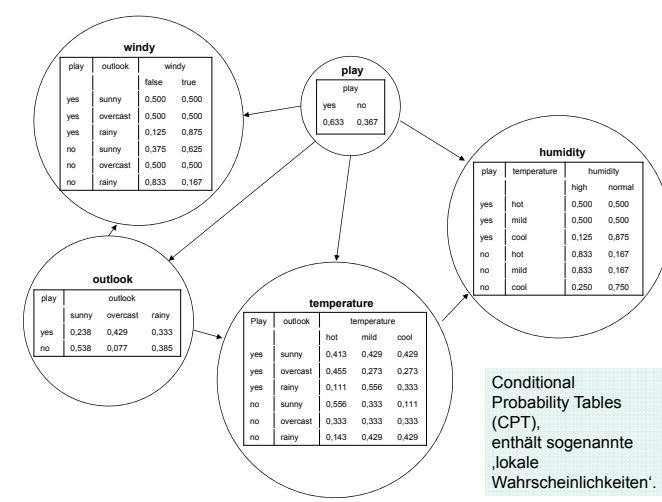 windy
play outlook windy
false true
yes sunny 0,500 0,500
yes overcast 0,500 0,500
yes rainy 0,125 0,875
no sunny 0,375 0,625
no overcast 0,500 0,500
no rainy 0,833 0,167
play
play
yes no
0,633 0,367
humidity
play temperature humidity
high normal
yes hot 0,500 0,500
yes mild 0,500 0,500
yes cool 0,125 0,875
no hot 0,833 0,167
no mild 0,833 0,167
no cool 0,250 0,750
outlook
play outlook
sunny overcast rainy
yes 0,238 0,429 0,333
no 0,538 0,077 0,385
temperature
Play outlook temperature
hot mild cool
yes sunny 0,413 0,429 0,429
yes overcast 0,455 0,273 0,273
yes rainy 0,111 0,556 0,333
no sunny 0,556 0,333 0,111
no overcast 0,333 0,333 0,333
no rainy 0,143 0,429 0,429
Conditional
Probability Tables
(CPT),
enthält sogenannte
‚lokale
Wahrscheinlichkeiten‘.